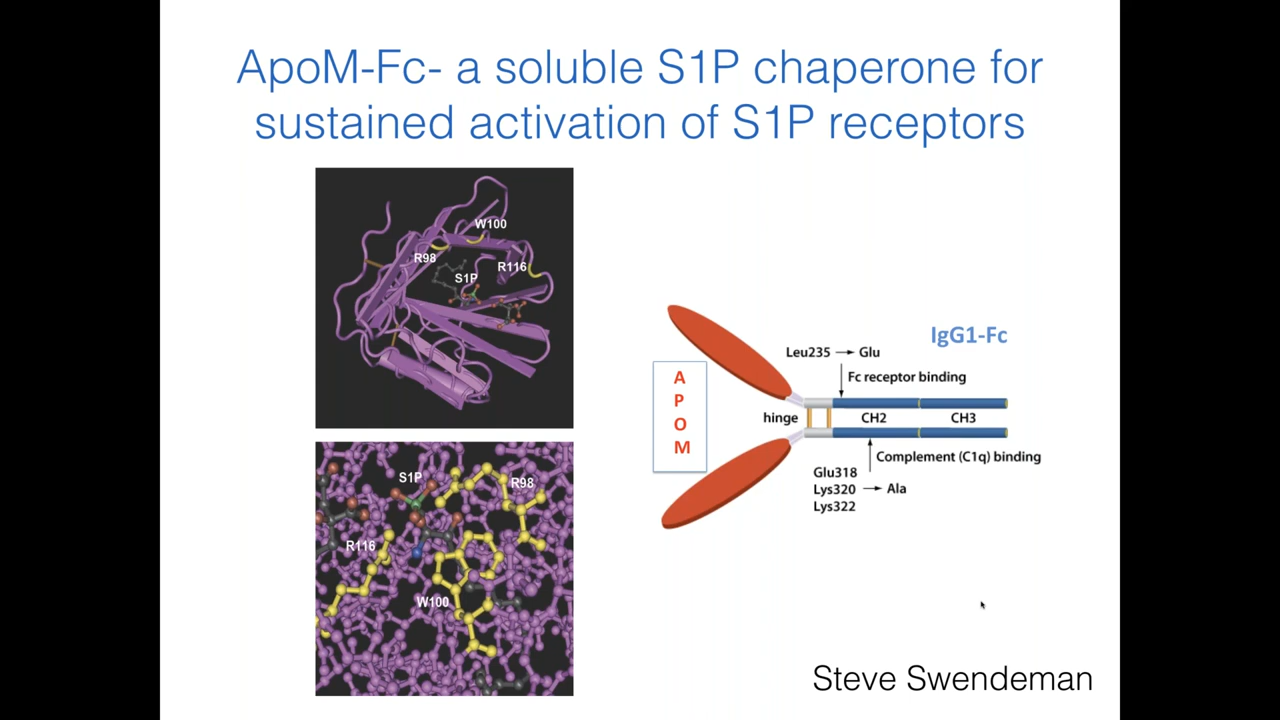 ApoM-Fc- a soluble S1P chaperone for
sustained activation of S1P receptors
W100
R98
R116
S1P
S1P
R98
R116
W100
IgG1-Fc
Leu235 → Glu
Fc receptor binding
A
P
O
M
hinge
CH2
CH3
Complement (C1q) binding
Glu318
Lys320 → Ala
Lys322
Steve Swendeman